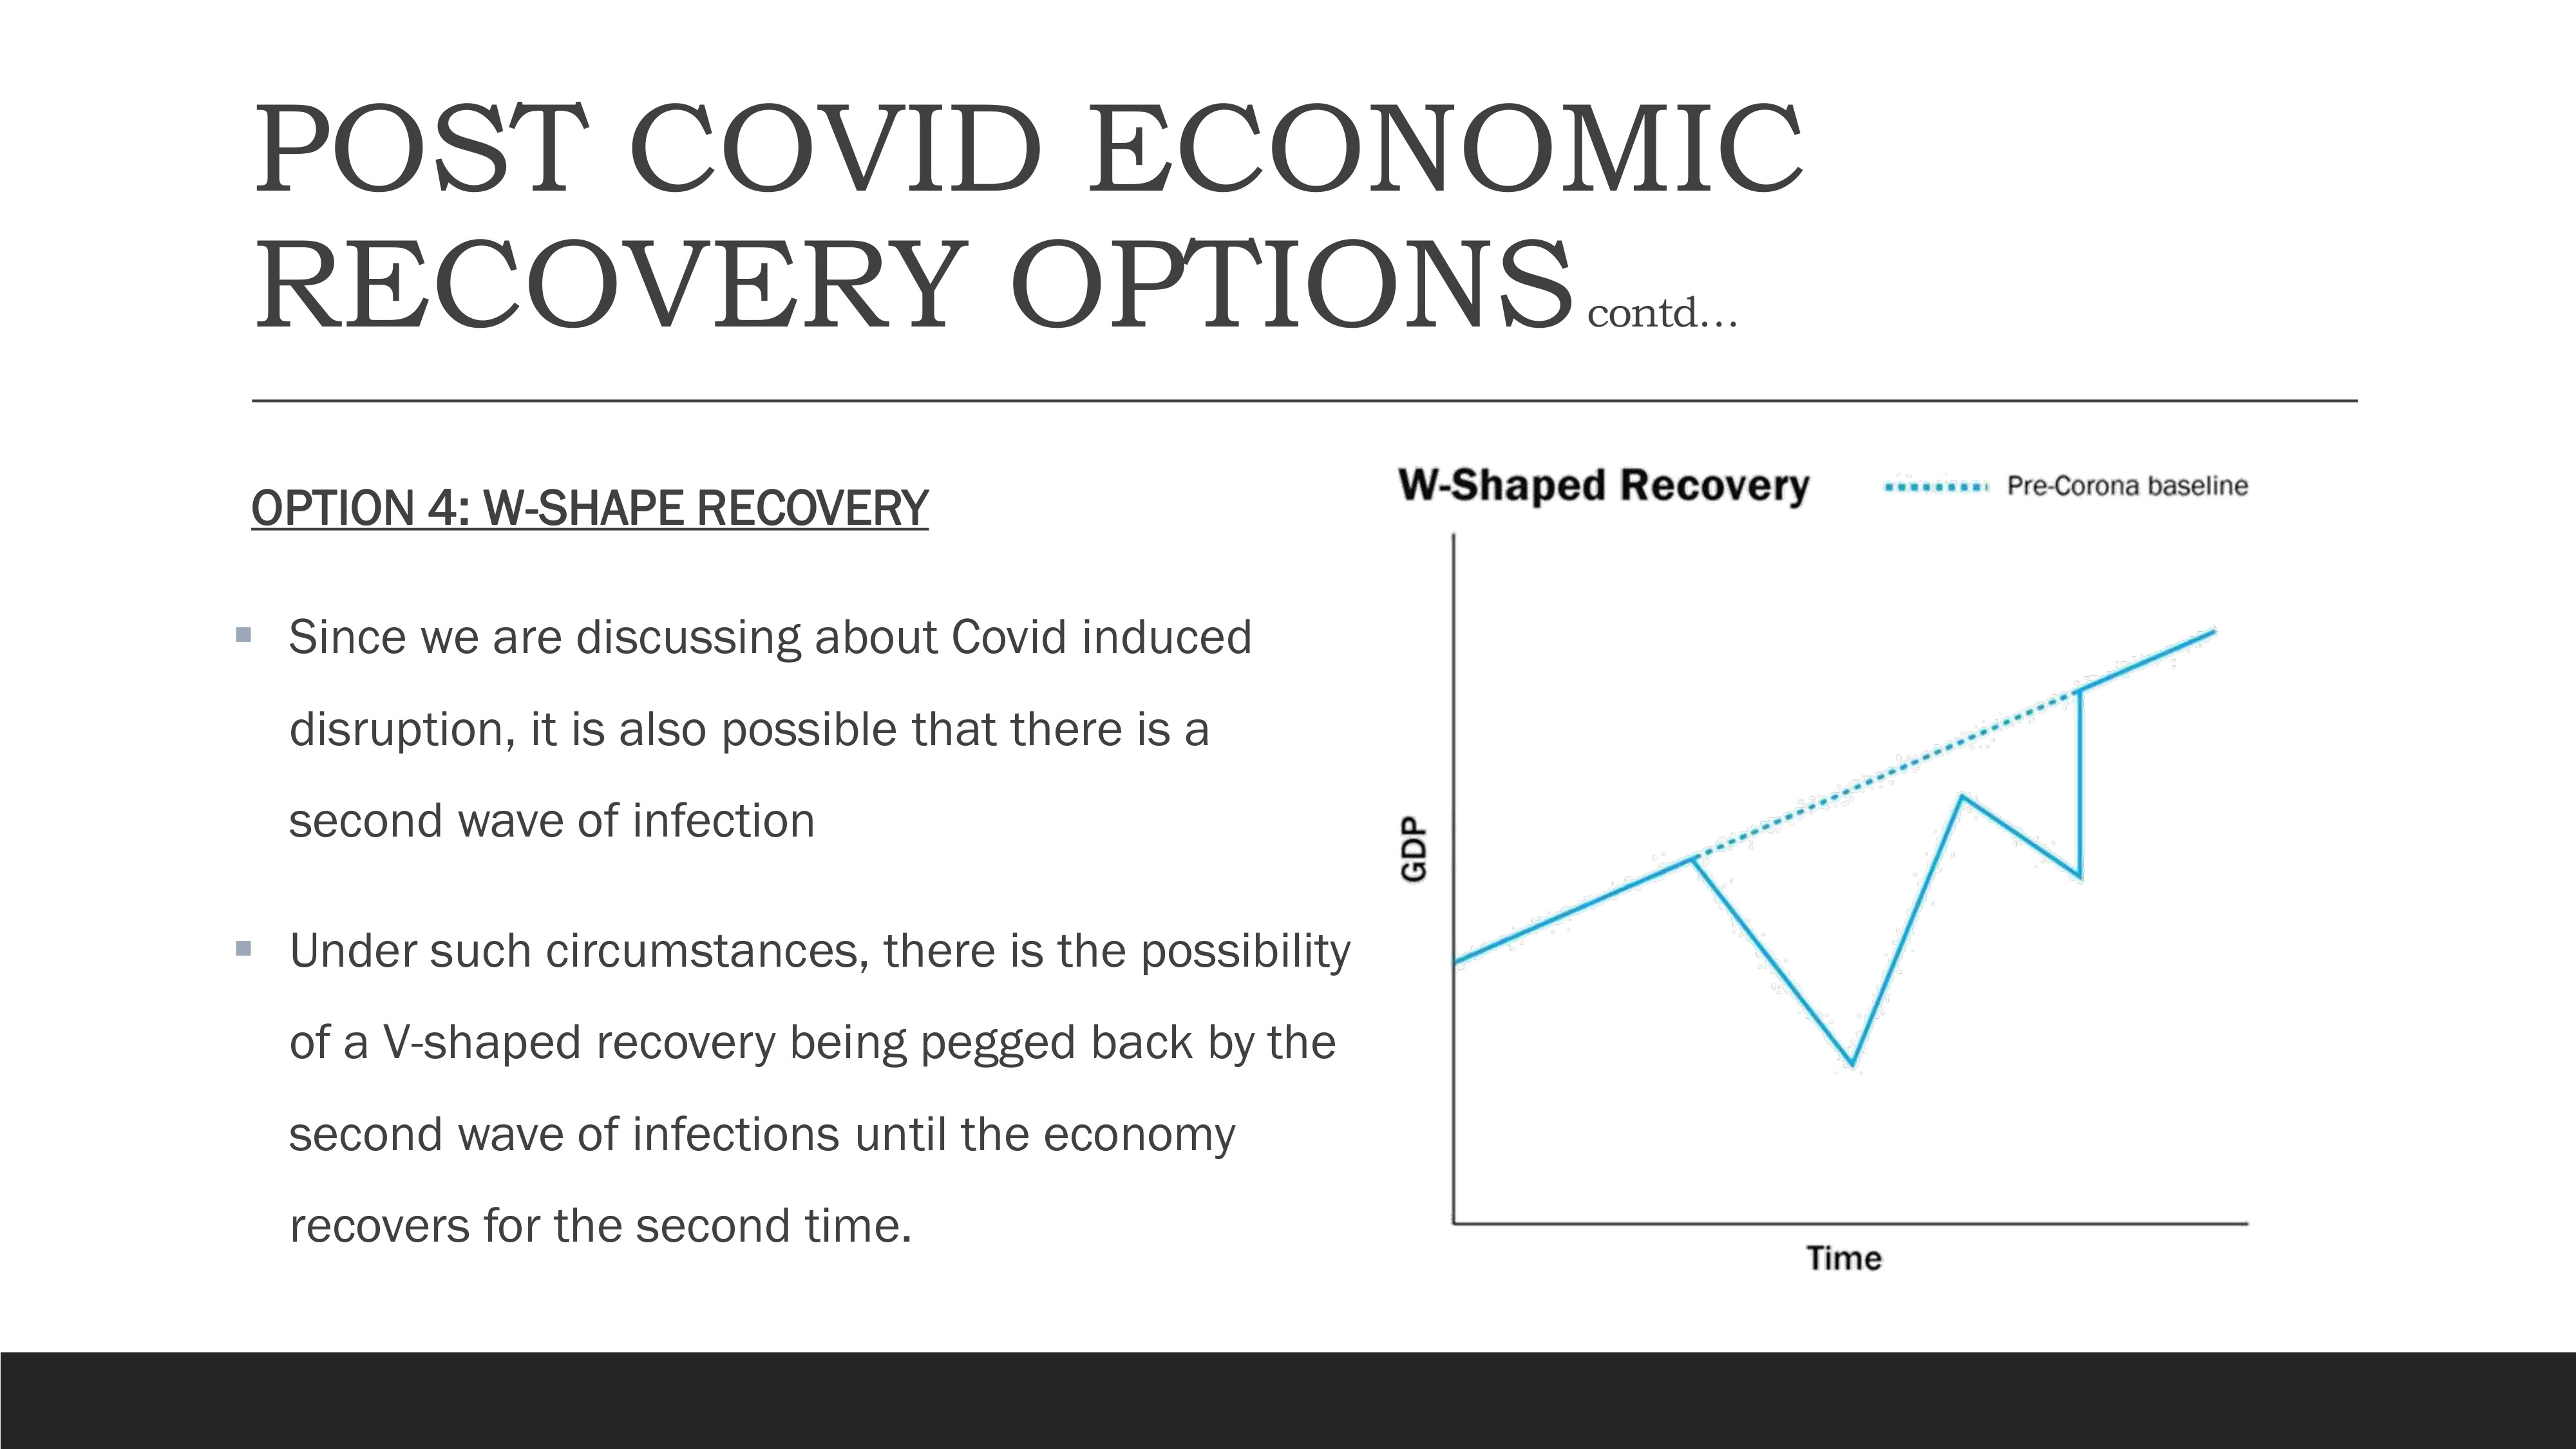 POST COVID ECONOMIC
RECOVERY OPTIONS contd...
OPTION 4: W-SHAPE RECOVERY
▪ Since we are discussing about Covid induced
disruption, it is also possible that there is a
second wave of infection
▪ Under such circumstances, there is the possibility
of a V-shaped recovery being pegged back by the
second wave of infections until the economy
recovers for the second time.
W-Shaped Recovery
Pre-Corona baseline
GDP
Time